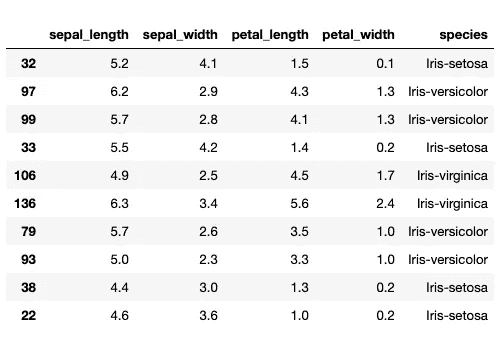 sepal_length sepal_width petal_length petal_width species
32 5.2 4.1 1.5 0.1 Iris-setosa
97 6.2 2.9 4.3 1.3 Iris-versicolor
99 5.7 2.8 4.1 1.3 Iris-versicolor
33 5.5 4.2 1.4 0.2 Iris-setosa
106 4.9 2.5 4.5 1.7 Iris-virginica
136 6.3 3.4 5.6 2.4 Iris-virginica
79 5.7 2.6 3.5 1.0 Iris-versicolor
93 5.0 2.3 3.3 1.0 Iris-versicolor
38 4.4 3.0 1.3 0.2 Iris-setosa
22 4.6 3.6 1.0 0.2 Iris-setosa